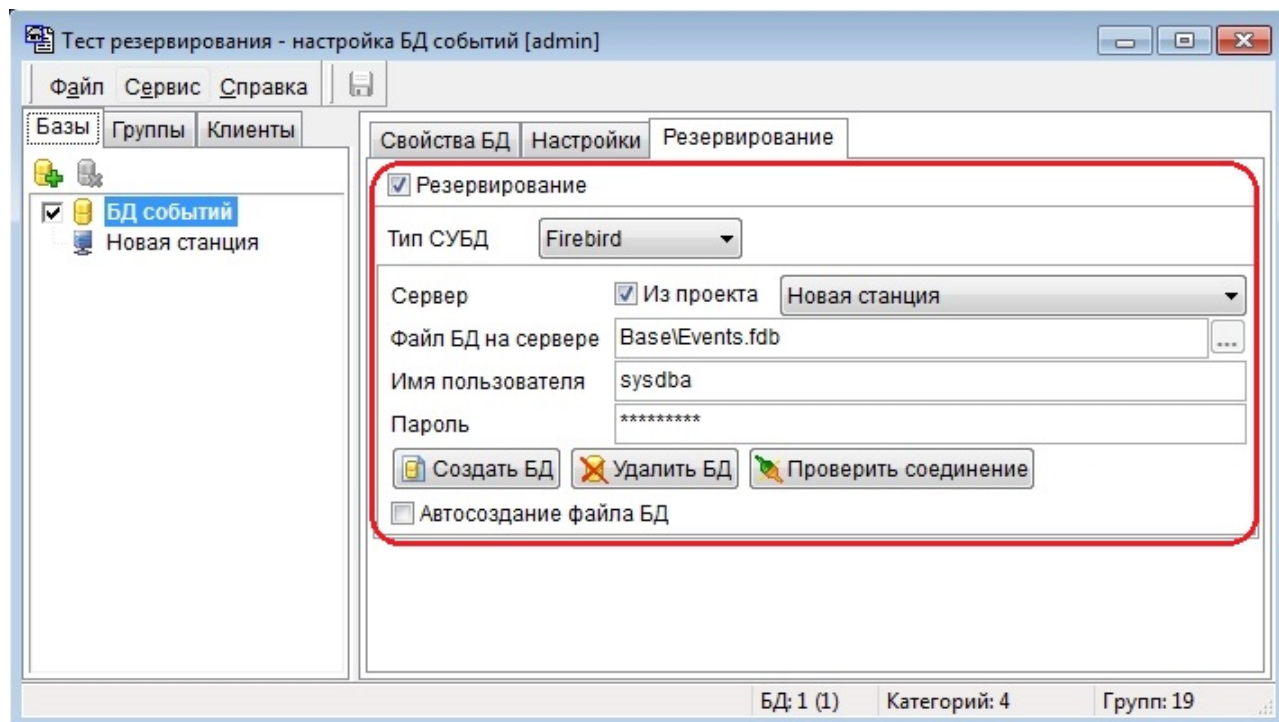 Тест резервирования - настройка БД событий [admin]
Файл Сервис Справка
Базы Группы Клиенты
БД событий
Новая станция
Свойства БД Настройки Резервирование
Резервирование
Тип СУБД Firebird
Сервер Из проекта Новая станция
Файл БД на сервере Base\Events.fdb ...
Имя пользователя sysdba
Пароль *********
Создать БД Удалить БД Проверить соединение
Автосоздание файла БД
БД: 1 (1) Категорий: 4 Групп: 19